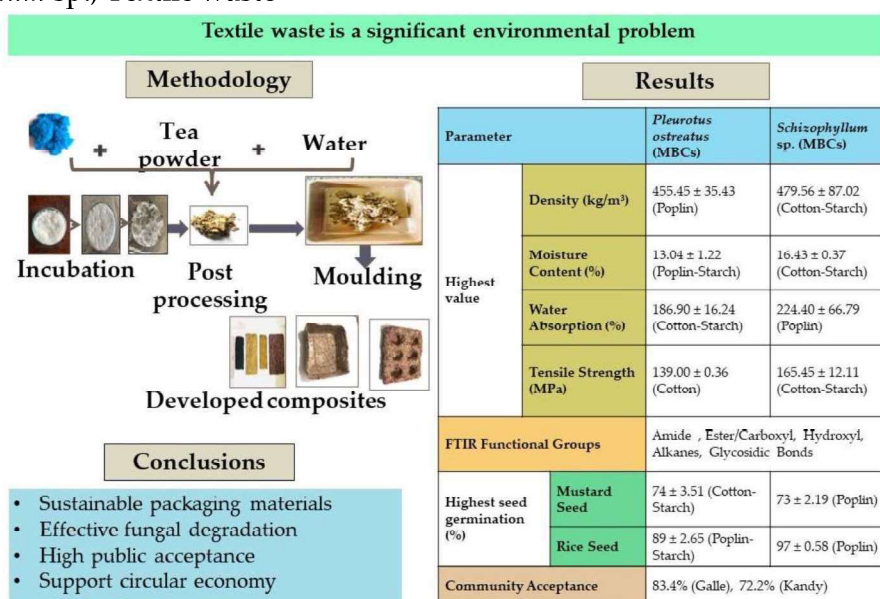 Textile waste is a significant environmental problem
Methodology
+
Tea
powder
+
Water
Incubation
Post
processing
Moulding
Developed composites
Conclusions
• Sustainable packaging materials
• Effective fungal degradation
• High public acceptance
• Support circular economy
Results
Parameter
Pleurotus
ostreatus
(MBCs)
Schizophyllum
sp. (MBCs)
Highest
value
Density (kg/m³)
455.45 ± 35.43
(Poplin)
479.56 ± 87.02
(Cotton-Starch)
Moisture
Content (%)
13.04 ± 1.22
(Poplin-Starch)
16.43 ± 0.37
(Cotton-Starch)
Water
Absorption (%)
186.90 ± 16.24
(Cotton-Starch)
224.40 ± 66.79
(Poplin)
Tensile Strength
(MPa)
139.00 ± 0.36
(Cotton)
165.45 ± 12.11
(Cotton-Starch)
FTIR Functional Groups
Amide , Ester/Carboxyl, Hydroxyl,
Alkanes, Glycosidic Bonds
Highest seed
germination
(%)
Mustard
Seed
74 ± 3.51 (Cotton-
Starch)
73 ± 2.19 (Poplin)
Rice Seed
89 ± 2.65 (Poplin-
Starch)
97 ± 0.58 (Poplin)
Community Acceptance
83.4% (Galle), 72.2% (Kandy)